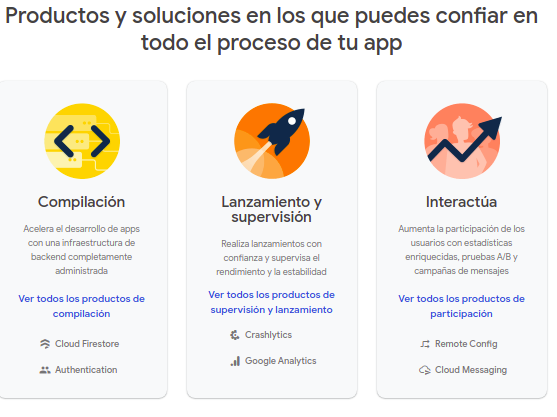 Productos y soluciones en los que puedes confiar en
todo el proceso de tu app
Compilación
Acelera el desarrollo de apps
con una infraestructura de
backend completamente
administrada
Ver todos los productos de
compilación
Cloud Firestore
Authentication
Lanzamiento y
supervisión
Realiza lanzamientos con
confianza y supervisa el
rendimiento y la estabilidad
Ver todos los productos de
supervisión y lanzamiento
Crashlytics
Google Analytics
Interactúa
Aumenta la participación de los
usuarios con estadísticas
enriquecidas, pruebas A/B y
campañas de mensajes
Ver todos los productos de
participación
Remote Config
Cloud Messaging